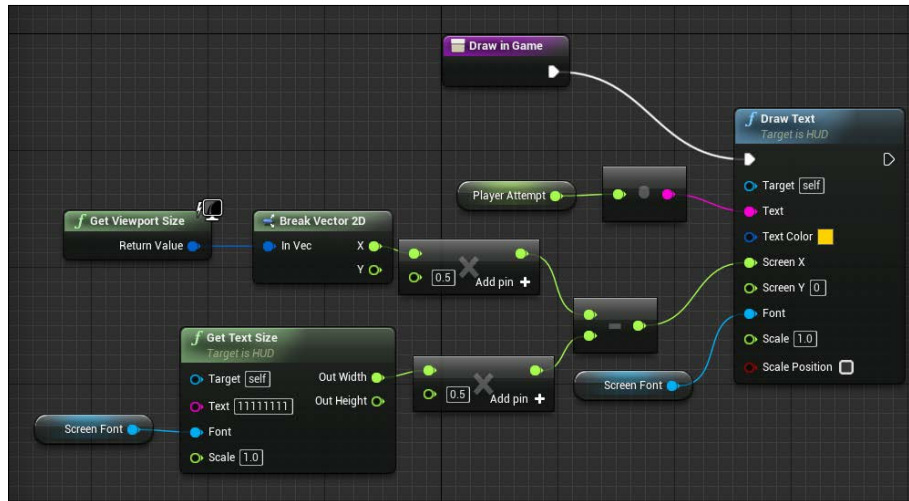 Draw in Game
Draw Text
Target is HUD
Target self
Text
Text Color
Screen X
Screen Y 0
Font
Scale 1.0
Scale Position
Player Attempt
Get Viewport Size
Return Value
Break Vector 2D
In Vec X
Y
0.5 Add pin +
Get Text Size
Target is HUD
Target self Out Width
Text 11111111 Out Height
Font
Scale 1.0
Screen Font
0.5 Add pin +
Screen Font